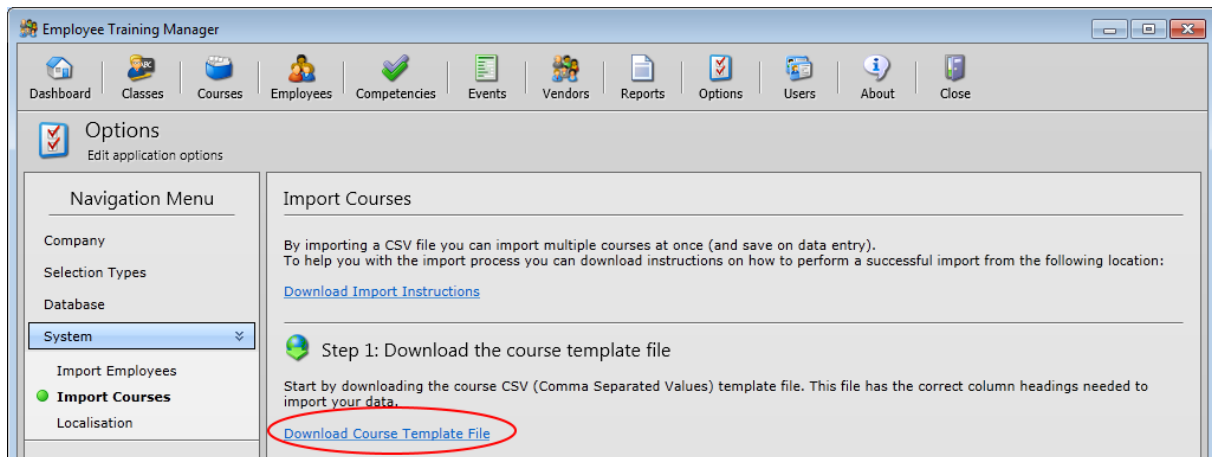 Employee Training Manager
Dashboard Classes Courses Employees Competencies Events Vendors Reports Options Users About Close
Options
Edit application options
Navigation Menu
Company
Selection Types
Database
System
Import Employees
Import Courses
Localisation
Import Courses
By importing a CSV file you can import multiple courses at once (and save on data entry).
To help you with the import process you can download instructions on how to perform a successful import from the following location:
Download Import Instructions
Step 1: Download the course template file
Start by downloading the course CSV (Comma Separated Values) template file. This file has the correct column headings needed to
import your data.
Download Course Template File